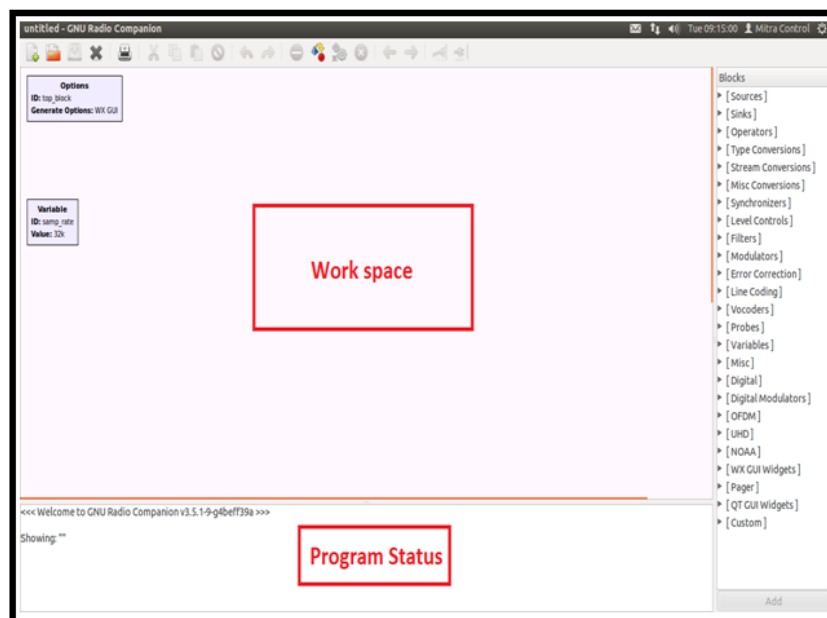 untitled - GNU Radio Companion
Tue 09:15:00 Mitra Control
Options
ID: top_block
Generate Options: WX GUI
Variable
ID: samp_rate
Value: 32k
Work space
Blocks
[Sources]
[Sinks]
[Operators]
[Type Conversions]
[Stream Conversions]
[Misc Conversions]
[Synchronizers]
[Level Controls]
[Filters]
[Modulators]
[Error Correction]
[Line Coding]
[Vocoders]
[Probes]
[Variables]
[Misc]
[Digital]
[Digital Modulators]
[OFDM]
[UHD]
[NOAA]
[WX GUI Widgets]
[Pager]
[QT GUI Widgets]
[Custom]
Add
<<< Welcome to GNU Radio Companion v3.5.1-9-g4beff39a >>>
Showing: ""
Program Status